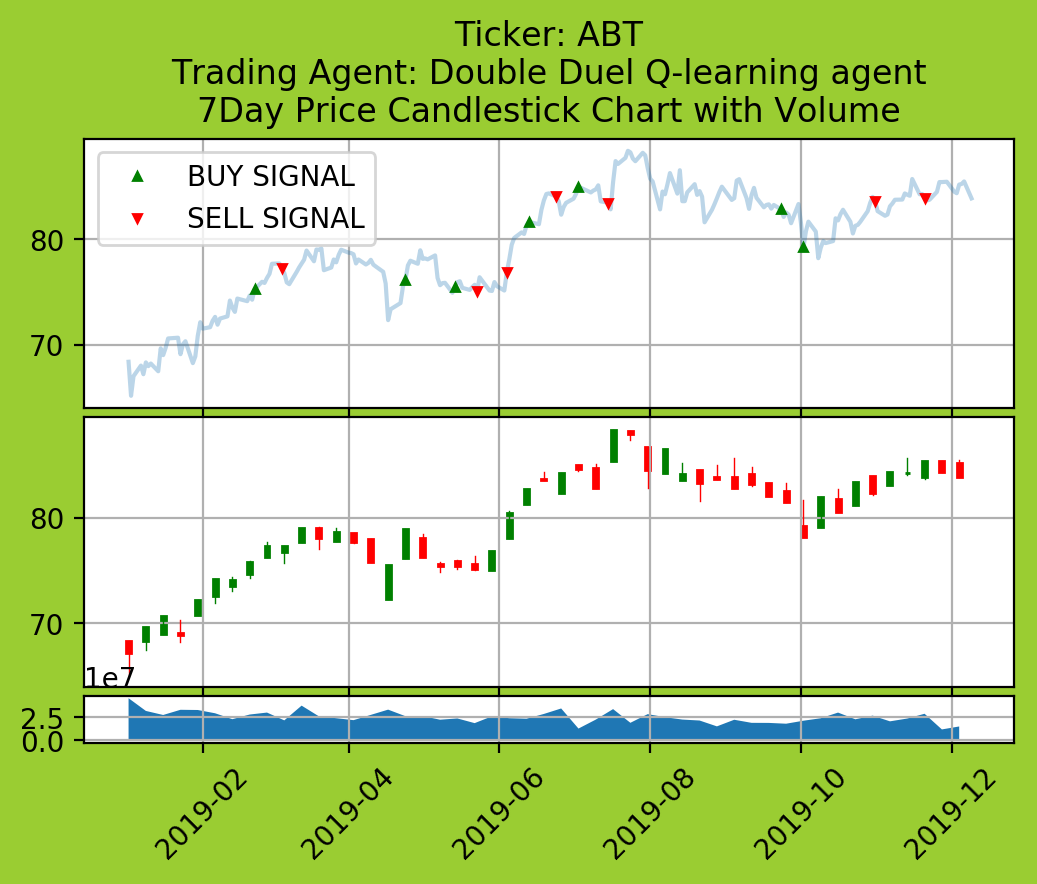 Ticker: ABT
Trading Agent: Double Duel Q-learning agent
7Day Price Candlestick Chart with Volume
BUY SIGNAL
SELL SIGNAL
80
70
80
70
1e7
2.5
0.0
2019-02
2019-04
2019-06
2019-08
2019-10
2019-12